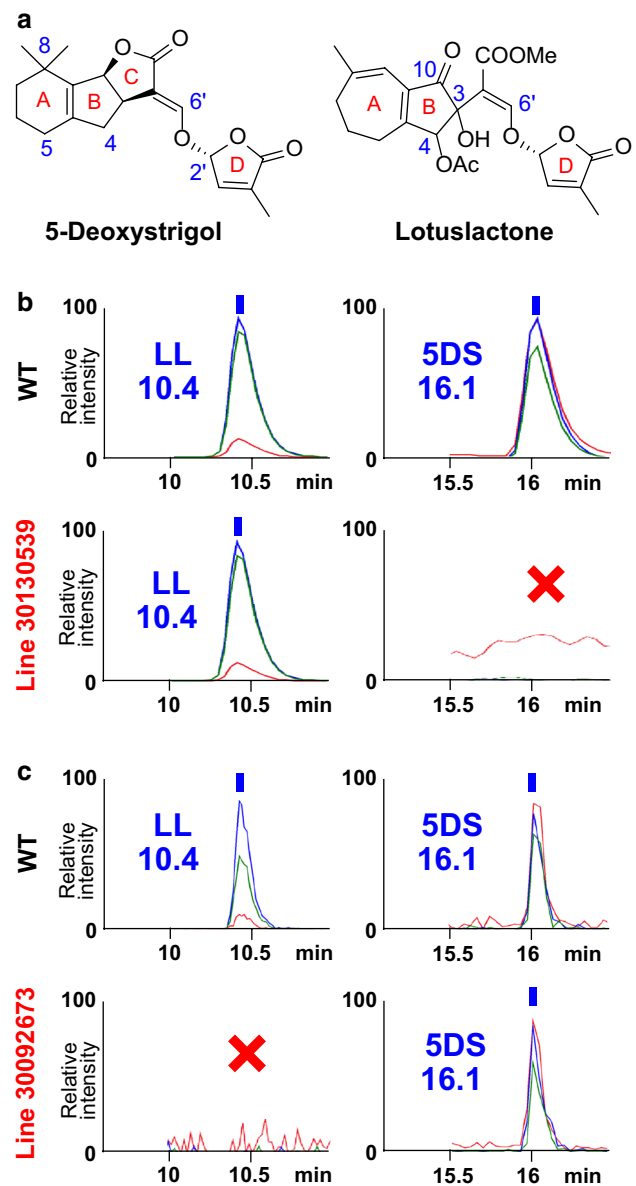 a
8
O
O
A
B
C
6'
5
4
O
2'
O
O
D
5-Deoxystrigol
O
COOMe
10
A
B
3
6'
4
OH
OAc
O
O
O
D
Lotuslactone
b
WT
Relative
intensity
100
0
LL
10.4
10
10.5
min
100
0
5DS
16.1
15.5
16
min
Line 30130539
Relative
intensity
100
0
LL
10.4
10
10.5
min
100
0
15.5
16
min
c
WT
Relative
intensity
100
0
LL
10.4
10
10.5
min
100
0
5DS
16.1
15.5
16
min
Line 30092673
Relative
intensity
100
0
10
10.5
min
100
0
5DS
16.1
15.5
16
min